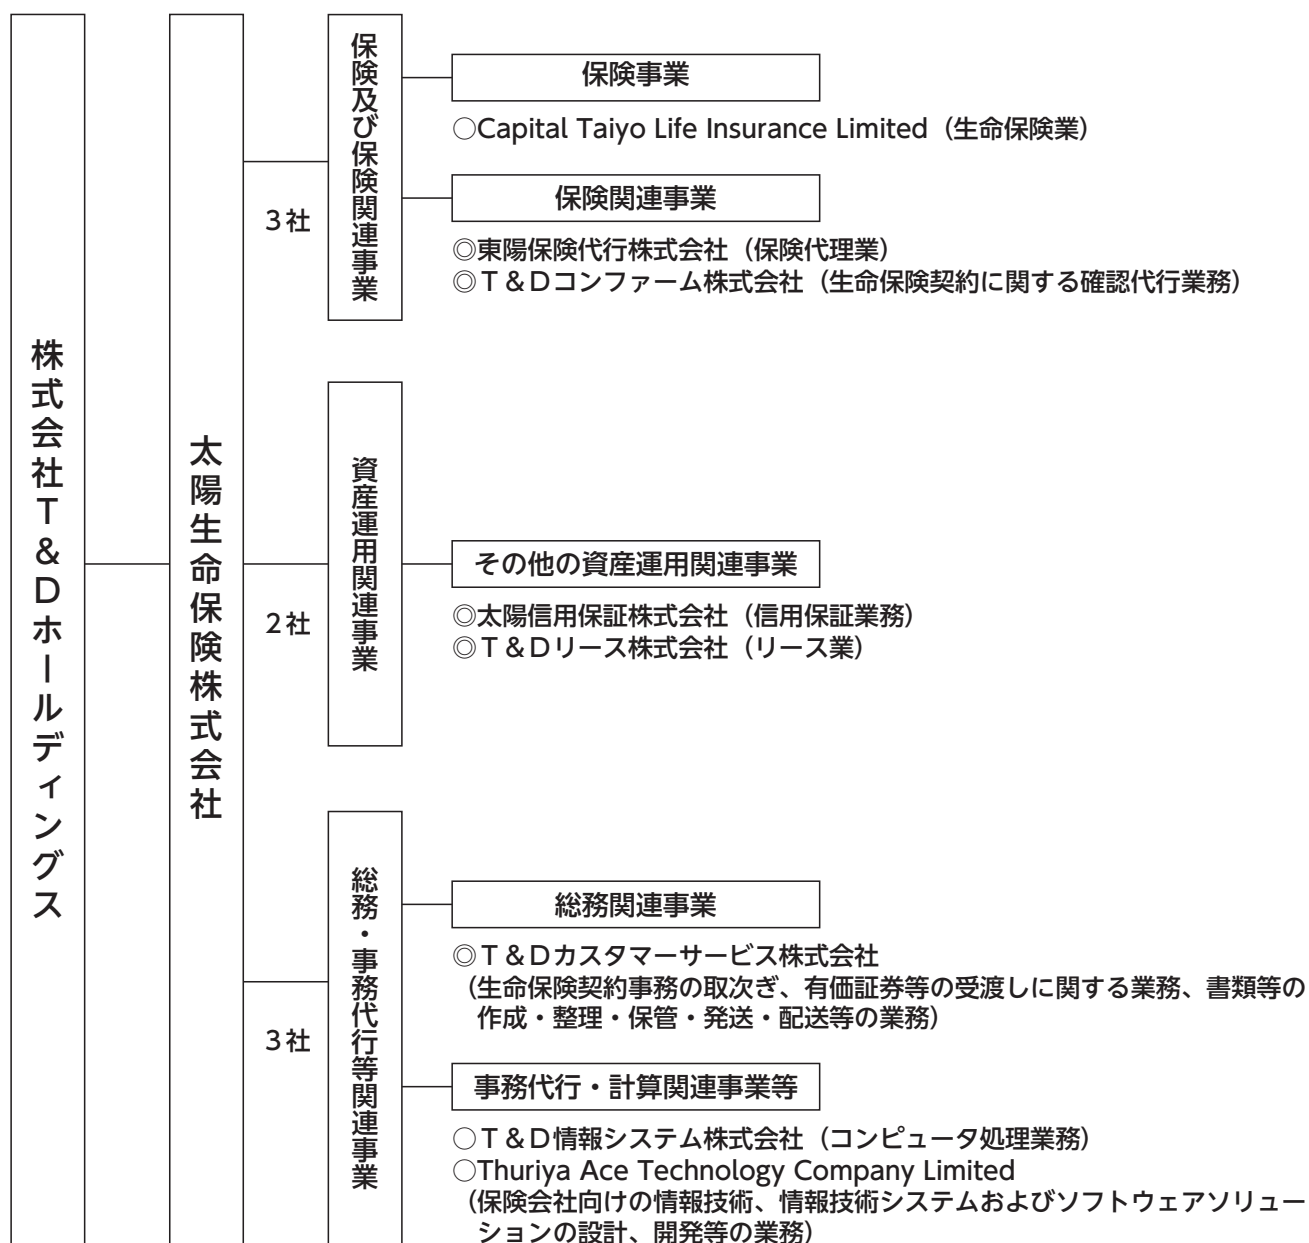 株式会社T&Dホールディングス
太陽生命保険株式会社
3社
保険及び保険関連事業
保険事業
○Capital Taiyo Life Insurance Limited(生命保険業)
保険関連事業
◎東陽保険代行株式会社(保険代理業)
◎T&Dコンファーム株式会社(生命保険契約に関する確認代行業務)
2社
資産運用関連事業
その他の資産運用関連事業
◎太陽信用保証株式会社(信用保証業務)
◎T&Dリース株式会社(リース業)
3社
総務・事務代行等関連事業
総務関連事業
◎T&Dカスタマーサービス株式会社
(生命保険契約事務の取次ぎ、有価証券等の受渡しに関する業務、書類等の
作成・整理・保管・発送・配送等の業務)
事務代行・計算関連事業等
○T&D情報システム株式会社(コンピュータ処理業務)
○Thuriya Ace Technology Company Limited
(保険会社向けの情報技術、情報技術システムおよびソフトウェアソリュー
ションの設計、開発等の業務)